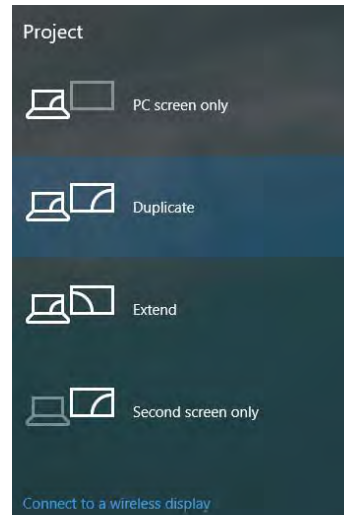 Project
PC screen only
Duplicate
Extend
Second screen only
Connect to a wireless display